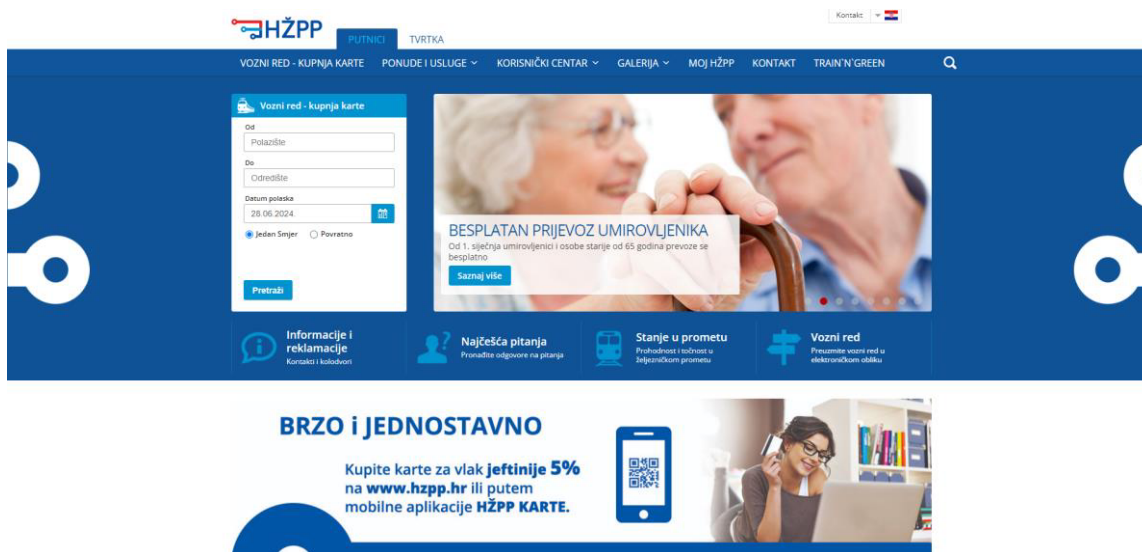 HŽPP
PUTNICI
TVRTKA
Kontakt
VOZNI RED - KUPNJA KARTE
PONUDE I USLUGE
KORISNIČKI CENTAR
GALERIJA
MOJ HŽPP
KONTAKT
TRAIN`N`GREEN
Vozni red - kupnja karte
Od
Polazište
Do
Odredište
Datum polaska
28.06.2024
Jedan Smjer
Povratno
Pretraži
BESPLATAN PRIJEVOZ UMIROVLJENIKA
Od 1. siječnja umirovljenici i osobe starije od 65 godina prevoze se
besplatno
Saznaj više
Informacije i
reklamacije
Kontakti i kolodvori
Najčešća pitanja
Pronađite odgovore na pitanja
Stanje u prometu
Prohodnost i točnost u
željezničkom prometu
Vozni red
Preuzmite vozni red u
elektroničkom obliku
BRZO i JEDNOSTAVNO
Kupite karte za vlak jeftinije 5%
na www.hzpp.hr ili putem
mobilne aplikacije HŽPP KARTE.